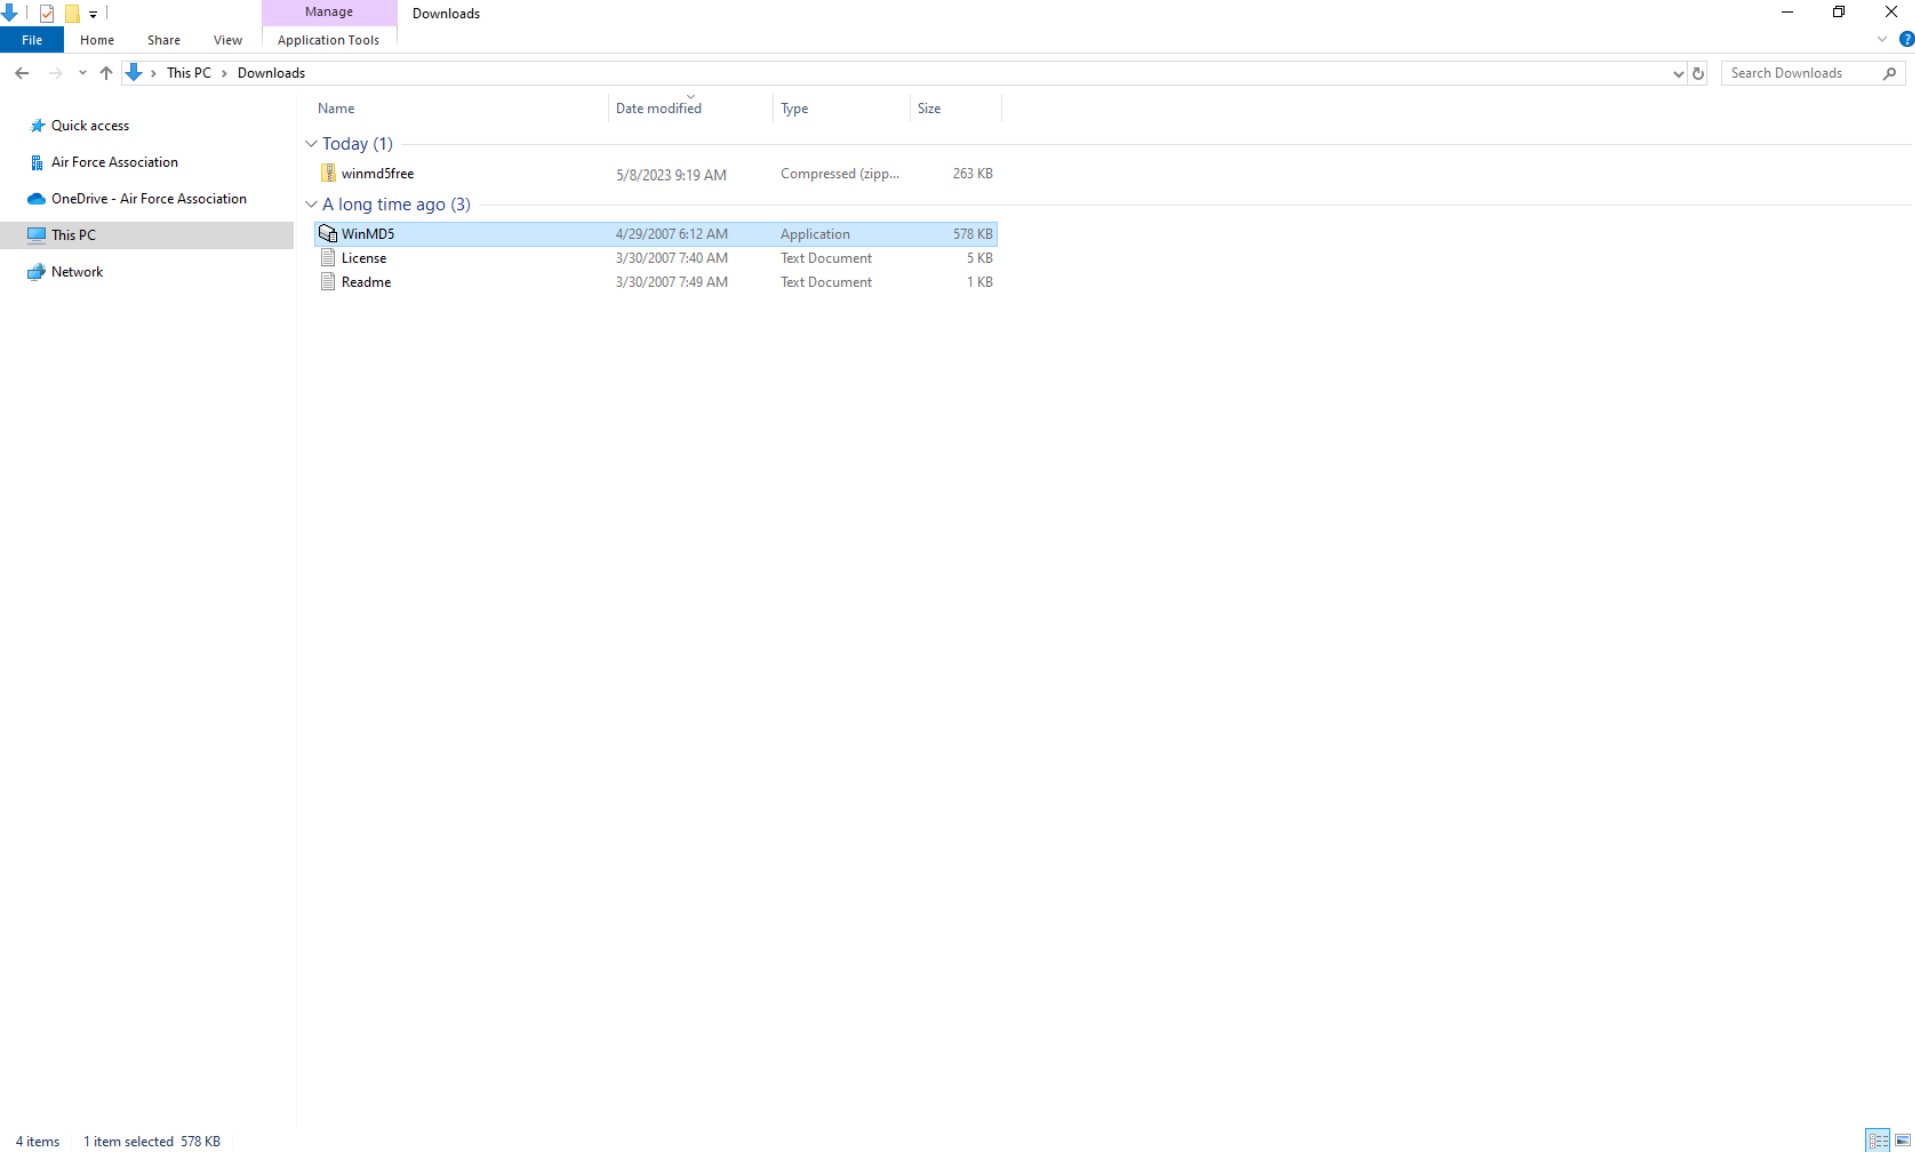 Manage
Downloads
File
Home
Share
View
Application Tools
?
This PC > Downloads
Search Downloads
Name
Date modified
Type
Size
Quick access
Air Force Association
OneDrive - Air Force Association
This PC
Network
Today (1)
winmd5free 5/8/2023 9:19 AM Compressed (zipp... 263 KB
A long time ago (3)
WinMD5 4/29/2007 6:12 AM Application 578 KB
License 3/30/2007 7:40 AM Text Document 5 KB
Readme 3/30/2007 7:49 AM Text Document 1 KB
4 items 1 item selected 578 KB